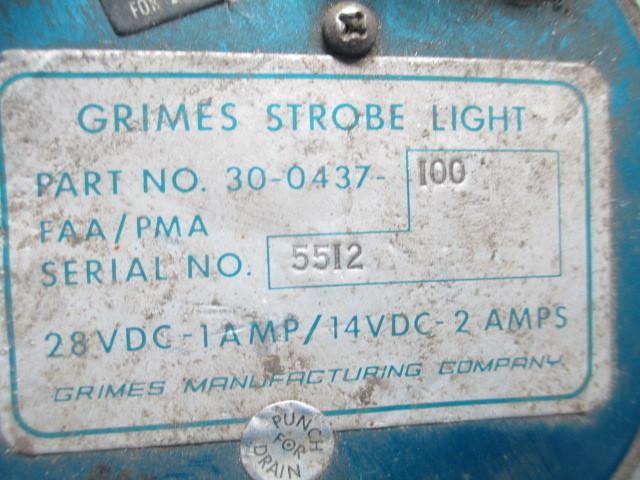 FOR
GRIMES STROBE LIGHT
PART NO. 30-0437-100
FAA/PMA
SERIAL NO. 5512
28VDC-1AMP/14VDC-2 AMPS
GRIMES MANUFACTURING COMPANY
PUNCH
FOR
DRAIN